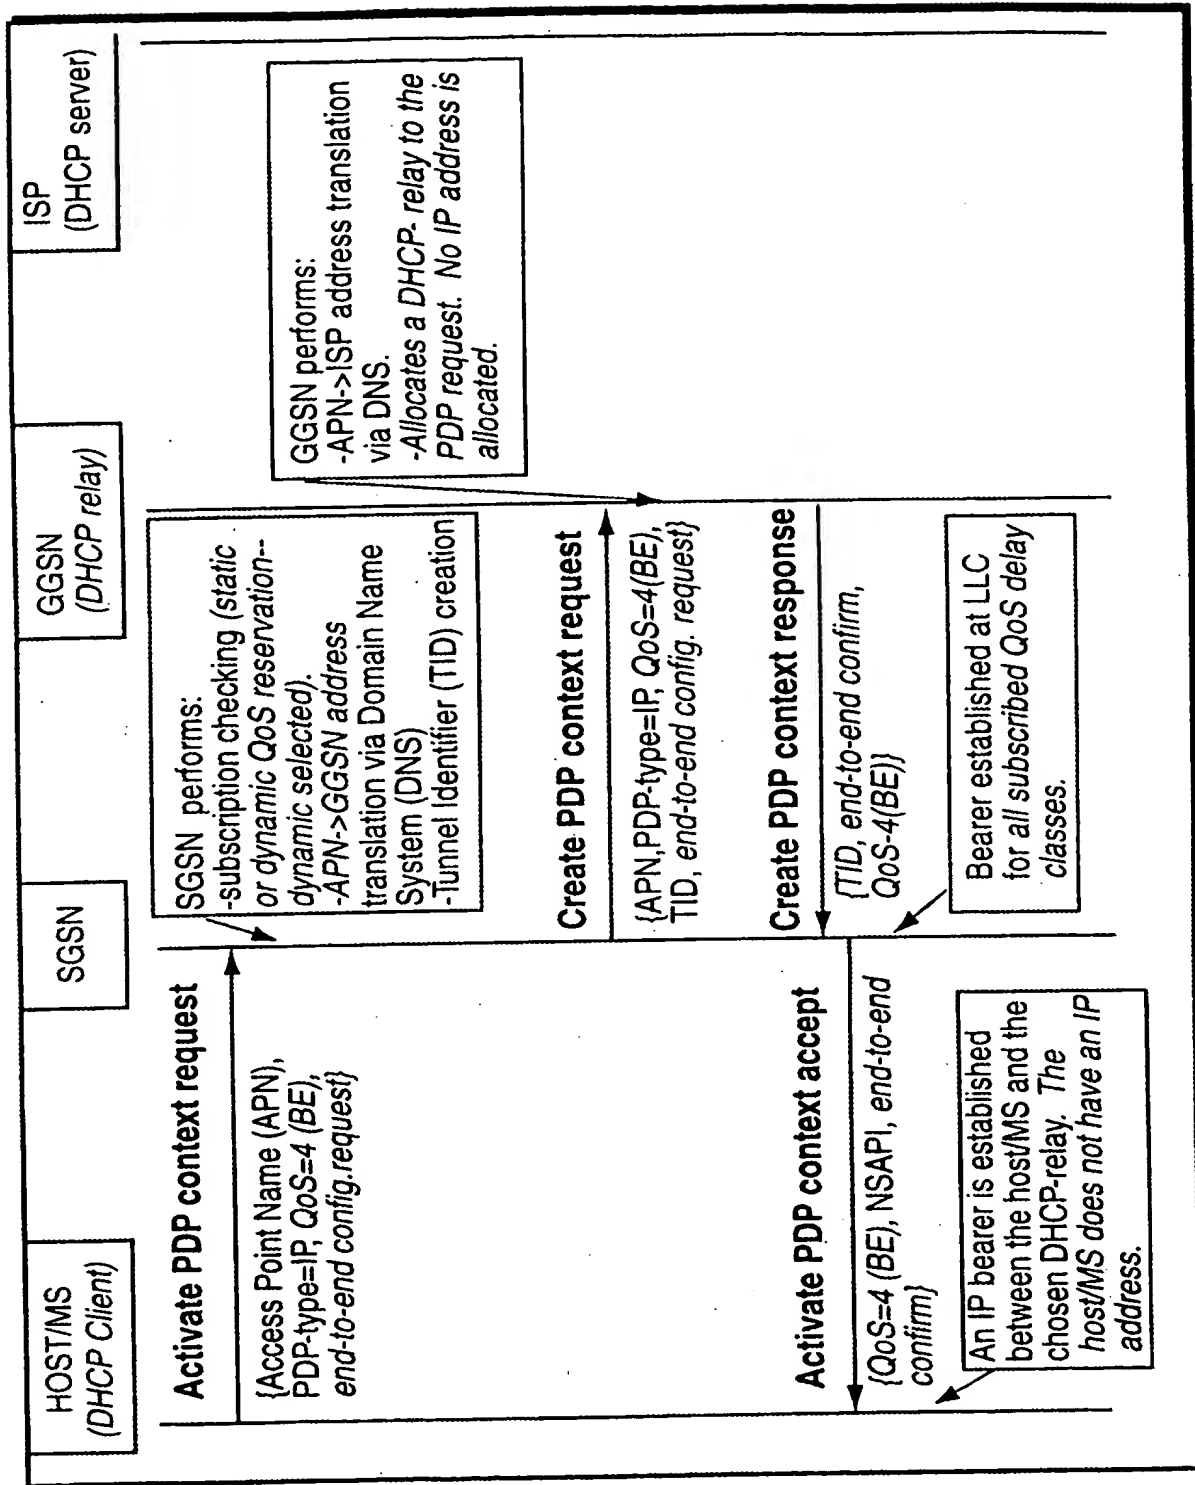 HOST/MS
(DHCP Client)
SGSN
GGSN
(DHCP relay)
ISP
(DHCP server)
Activate PDP context request
{Access Point Name (APN),
PDP-type=IP, QoS=4 (BE),
end-to-end config.request}
SGSN performs:
-subscription checking (static
or dynamic QoS reservation--
dynamic selected).
-APN->GGSN address
translation via Domain Name
System (DNS)
-Tunnel Identifier (TID) creation
Create PDP context request
{APN,PDP-type=IP, QoS=4(BE),
TID, end-to-end config. request}
GGSN performs:
-APN->ISP address translation
via DNS.
-Allocates a DHCP- relay to the
PDP request. No IP address is
allocated.
Create PDP context response
{TID, end-to-end confirm,
QoS-4(BE)}
Bearer established at LLC
for all subscribed QoS delay
classes.
Activate PDP context accept
{QoS=4 (BE), NSAPI, end-to-end
confirm}
An IP bearer is established
between the host/MS and the
chosen DHCP-relay. The
host/MS does not have an IP
address.